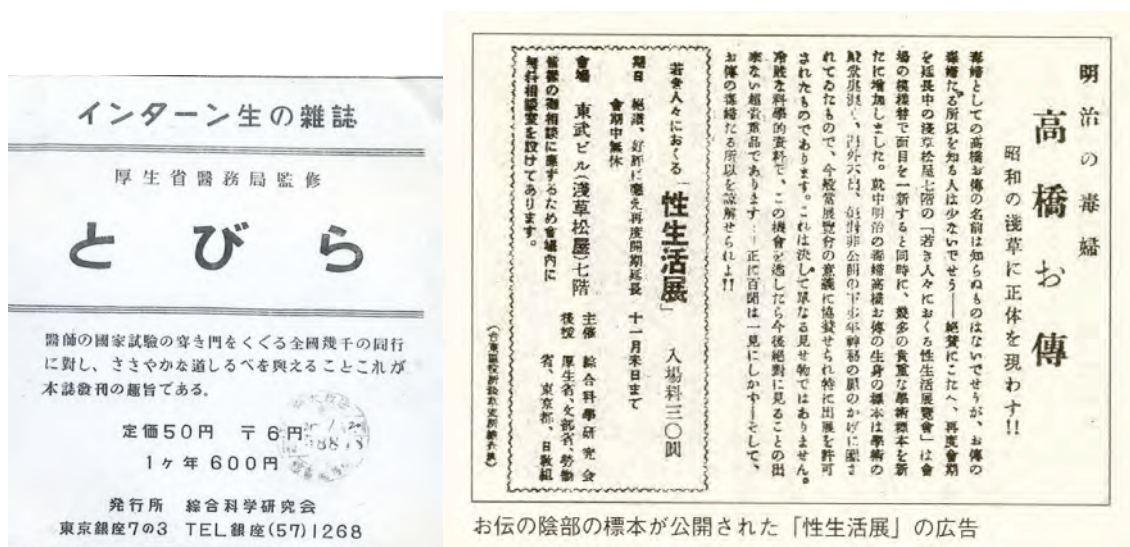 インターン生の雜誌
厚生省醫務局監修
とびら
醫師の國家試驗の穿き門をくぐる全國幾千の同行
に對し、ささやかな道しるべを與えることこれが
本誌發刊の趣旨である。
定価50円 〒6円
1ヶ年 600円
発行所 綜合科学研究会
東京銀座7の3 TEL銀座(57)1268
明治の毒婦
高橋お傳
昭和の浅草に正体を現わす!!
毒婦としての高橋お傳の名前は知らぬものはないでせうが、お傳の
毒婦たる所以を知る人は少ないでせう——絶賛にこたへ、再度會期
を延長中の淺草松屋七階の「若き人々におくる性生活展覽會」は會
場の模樣替で面目を一新すると同時に、幾多の貴重な學術標本を新
たに増加しました。就中明治の毒婦高橋お傳の生身の標本は學術の
れてゐたもので、今般當展覽會の意義に協賛せられ特に出展を許可
されたものであります。これは決して單なる見せ物ではありません。
冷嚴な科學的資料で、この機會を逃したら今後絶對に見ることの出
來ない超貴重品であります…正に百聞は一見にしかや—そして、
お傳の毒婦たる所以を諒解せられよ!!
若き人々におくる「性生活展」 入場料三〇圓
期日 絶讃、好評に應え再度開期延長 十一月末日まで
會期中無休
會場 東武ビル(淺草松屋)七階
皆樣の御相談に應ずるため會場内に
無料相談室を設けてあります。
主催 綜合科學研究会
後援 厚生省、文部省、勞働
省、東京都、日教組
お伝の陰部の標本が公開された「性生活展」の広告